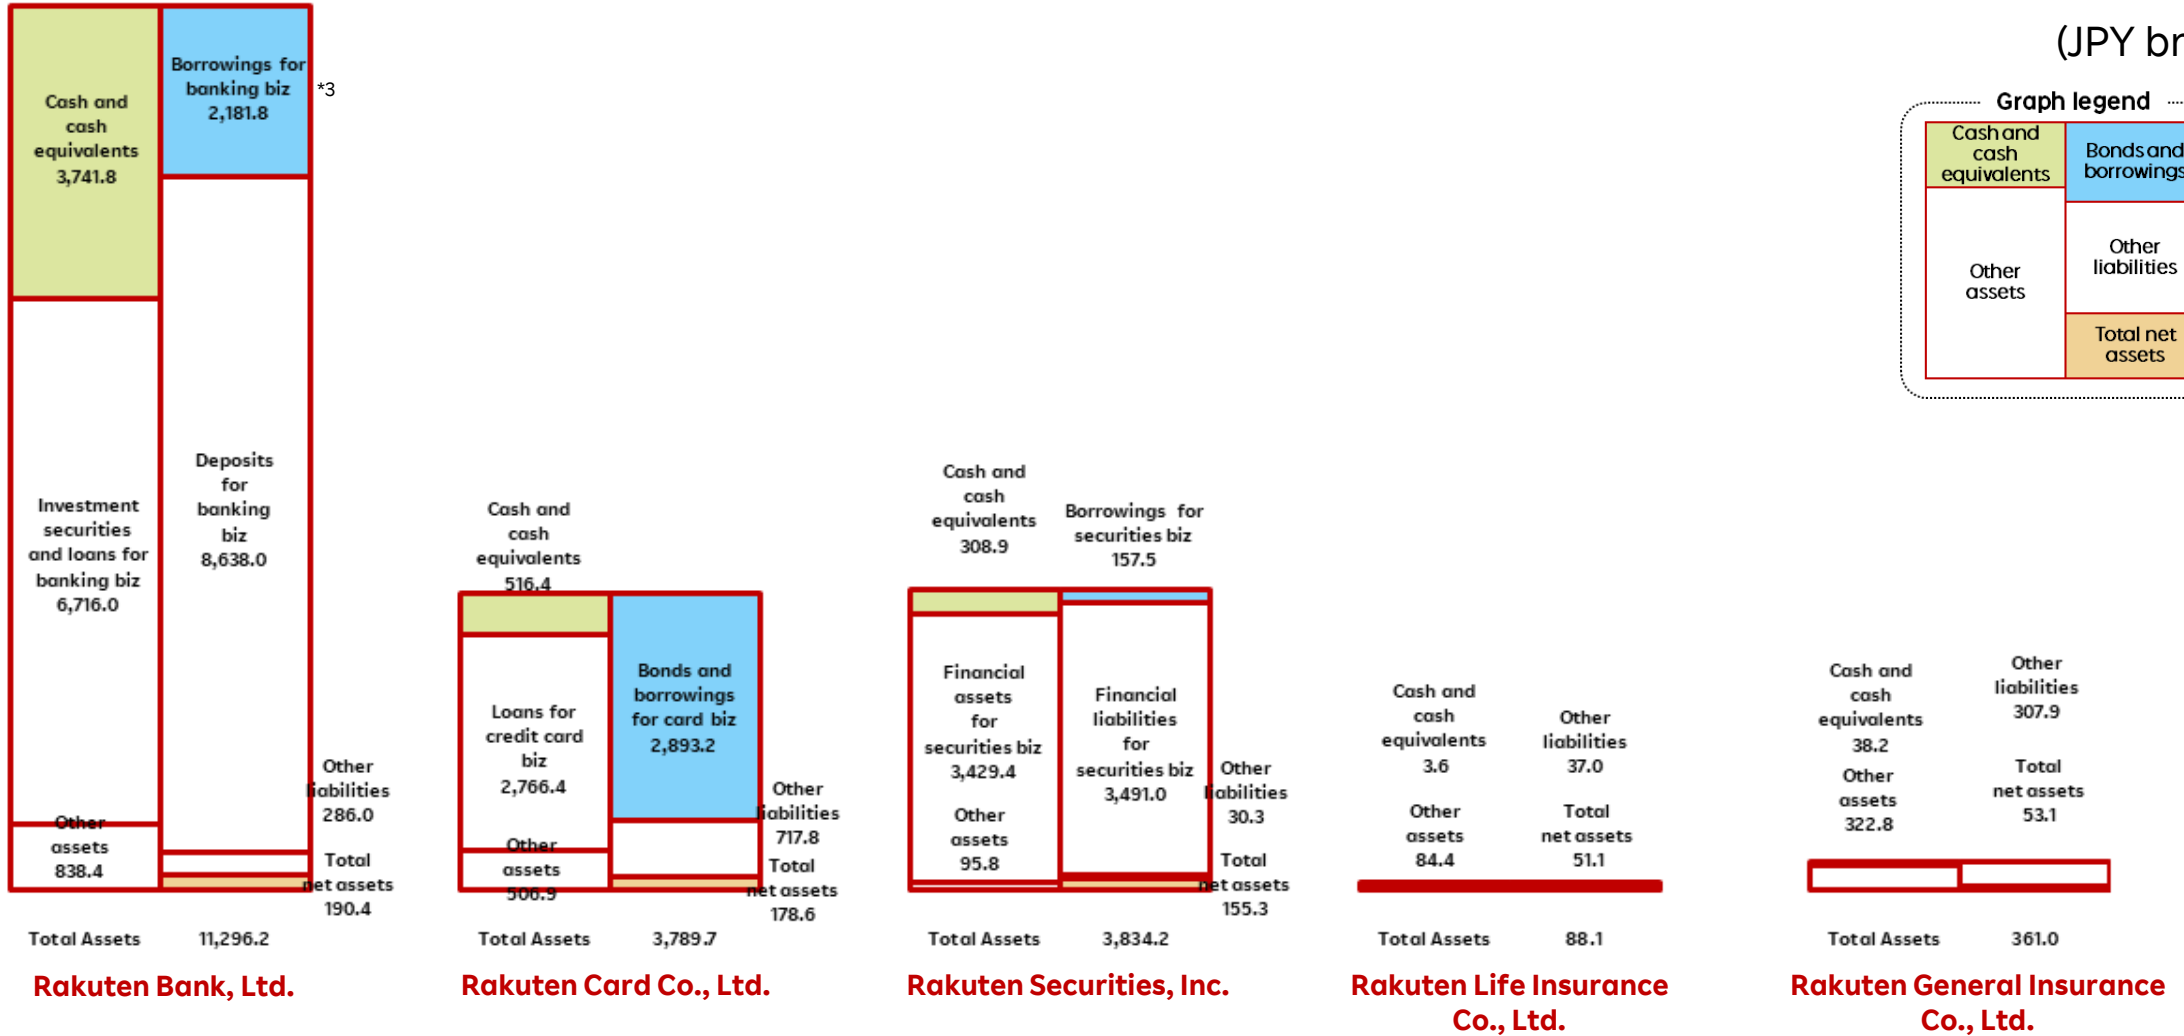 (JPY bn
Graph legend
Cash and
cash
equivalents
Bonds and
borrowings
Other
assets
Other
liabilities
Total net
assets
Cash and
cash
equivalents
3,741.8
Borrowings for
banking biz
2,181.8
*3
Investment
securities
and loans for
banking biz
6,716.0
Deposits
for
banking
biz
8,638.0
Other
assets
838.4
Other
liabilities
286.0
Total
net assets
190.4
Total Assets 11,296.2
Rakuten Bank, Ltd.
Cash and
cash
equivalents
516.4
Loans for
credit card
biz
2,766.4
Other
assets
506.9
Bonds and
borrowings
for card biz
2,893.2
Other
liabilities
717.8
Total
net assets
178.6
Total Assets 3,789.7
Rakuten Card Co., Ltd.
Cash and
cash
equivalents
308.9
Borrowings for
securities biz
157.5
Financial
assets
for
securities biz
3,429.4
Other
assets
95.8
Financial
liabilities
for
securities biz
3,491.0
Other
liabilities
30.3
Total
net assets
155.3
Total Assets 3,834.2
Rakuten Securities, Inc.
Cash and
cash
equivalents
3.6
Other
assets
84.4
Other
liabilities
37.0
Total
net assets
51.1
Total Assets 88.1
Rakuten Life Insurance
Co., Ltd.
Cash and
cash
equivalents
38.2
Other
assets
322.8
Other
liabilities
307.9
Total
net assets
53.1
Total Assets 361.0
Rakuten General Insurance
Co., Ltd.